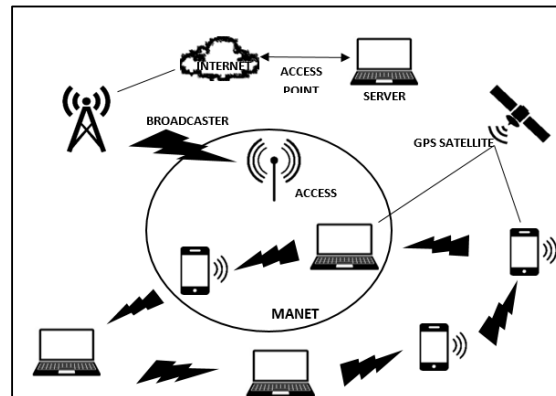 INTERNET
ACCESS
POINT
SERVER
BROADCASTER
GPS SATELLITE
ACCESS
MANET